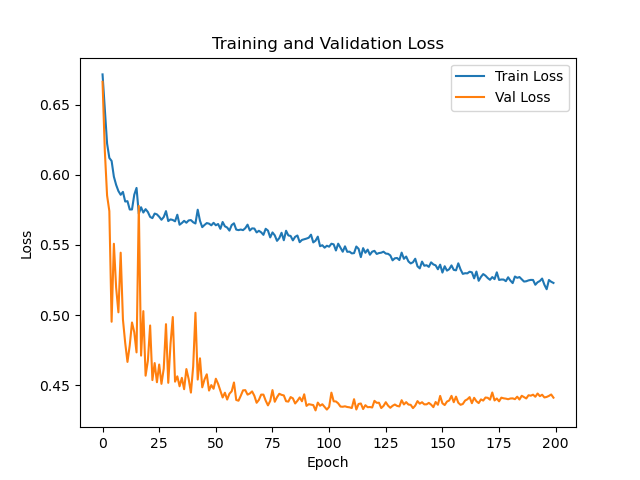 Training and Validation Loss
Train Loss
Val Loss
0.65
0.60
0.55
0.50
0.45
Loss
0 25 50 75 100 125 150 175 200
Epoch